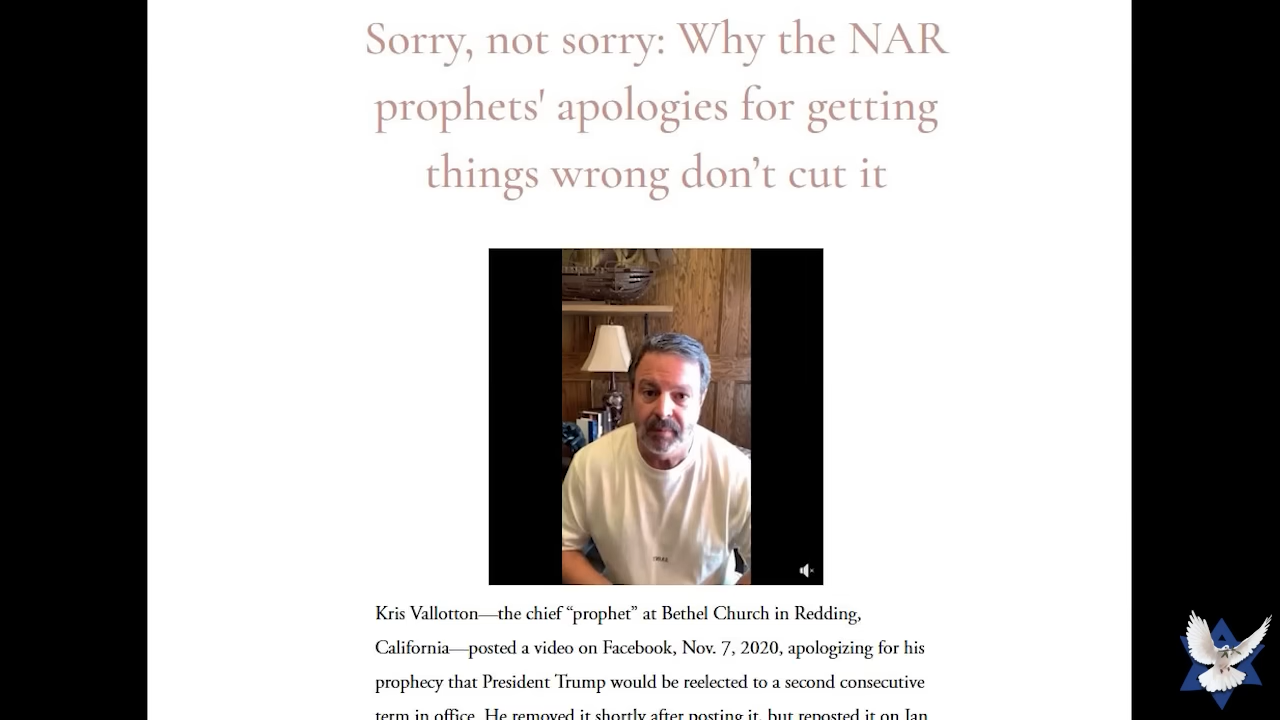 Sorry, not sorry: Why the NAR
prophets' apologies for getting
things wrong don’t cut it
Kris Vallotton—the chief “prophet” at Bethel Church in Redding,
California—posted a video on Facebook, Nov. 7, 2020, apologizing for his
prophecy that President Trump would be reelected to a second consecutive
term in office. He removed it shortly after posting it, but reposted it on Jan